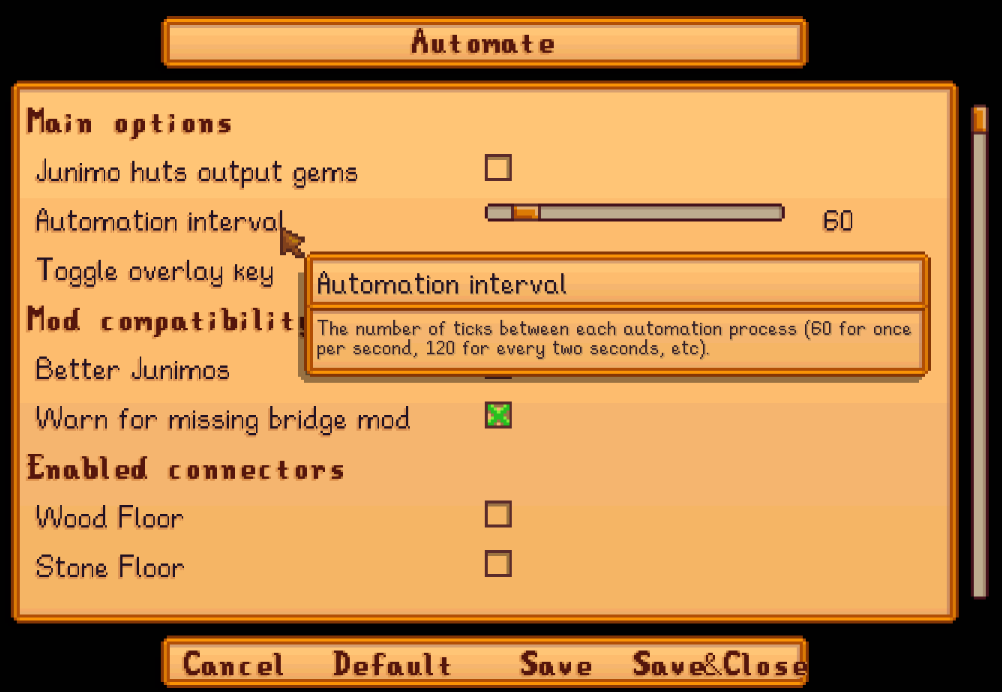 Automate
Main options
Junimo huts output gems
Automation interval 60
Toggle overlay key
Automation interval
The number of ticks between each automation process (60 for once
per second, 120 for every two seconds, etc).
Mod compatibility
Better Junimos
Warn for missing bridge mod
Enabled connectors
Wood Floor
Stone Floor
Cancel Default Save Save&Close